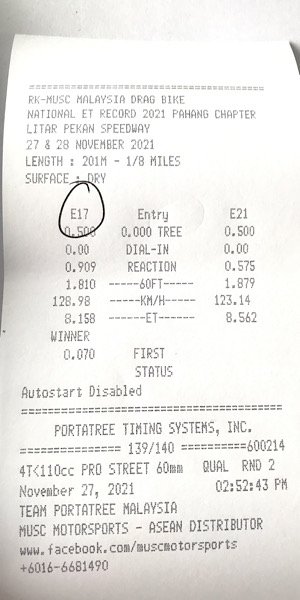 =======================================
RK-MUSC MALAYSIA DRAG BIKE
NATIONAL ET RECORD 2021 PAHANG CHAPTER
LITAR PEKAN SPEEDWAY
27 & 28 NOVEMBER 2021
LENGTH : 201M - 1/8 MILES
SURFACE : DRY
E17 Entry E21
0.500 0.000 TREE 0.500
0.00 DIAL-IN 0.00
0.909 REACTION 0.575
1.810 -----60FT----- 1.879
128.98 -----KM/H----- 123.14
8.158 ------ET------ 8.562
WINNER
0.070 FIRST
STATUS
Autostart Disabled
=======================================
PORTATREE TIMING SYSTEMS, INC.
=============== 139/140 ==========600214
4T<110cc PRO STREET 60mm QUAL RND 2
November 27, 2021 02:52:43 PM
TEAM PORTATREE MALAYSIA
MUSC MOTORSPORTS - ASEAN DISTRIBUTOR
www.facebook.com/muscmotorsports
+6016-6681490